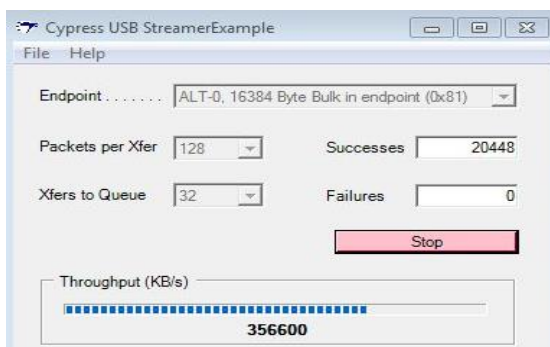 Cypress USB StreamerExample
File Help
Endpoint . . . . . . . ALT-0, 16384 Byte Bulk in endpoint (0x81)
Packets per Xfer 128 Successes 20448
Xfers to Queue 32 Failures 0
Stop
Throughput (KB/s)
356600